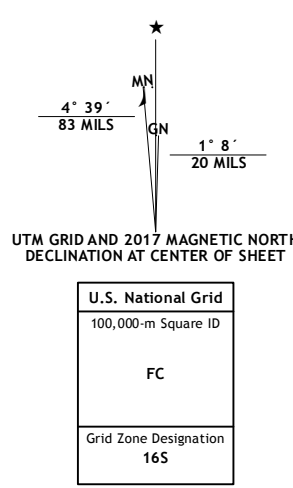 MN
4° 39´
83 MILS
GN
1° 8´
20 MILS
UTM GRID AND 2017 MAGNETIC NORTH
DECLINATION AT CENTER OF SHEET
U.S. National Grid
100,000-m Square ID
FC
Grid Zone Designation
16S